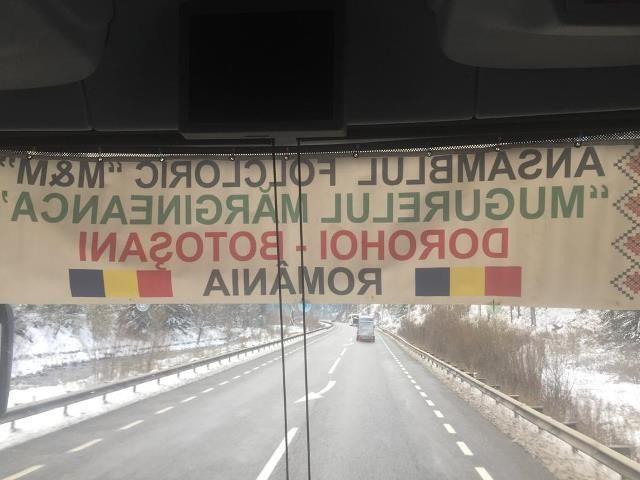 ANSAMBLUL FOLCLORIC "M&M"
"MUGURELUL MĂRGINEANCA"
DOROHOI - BOTOȘANI
ROMÂNIA